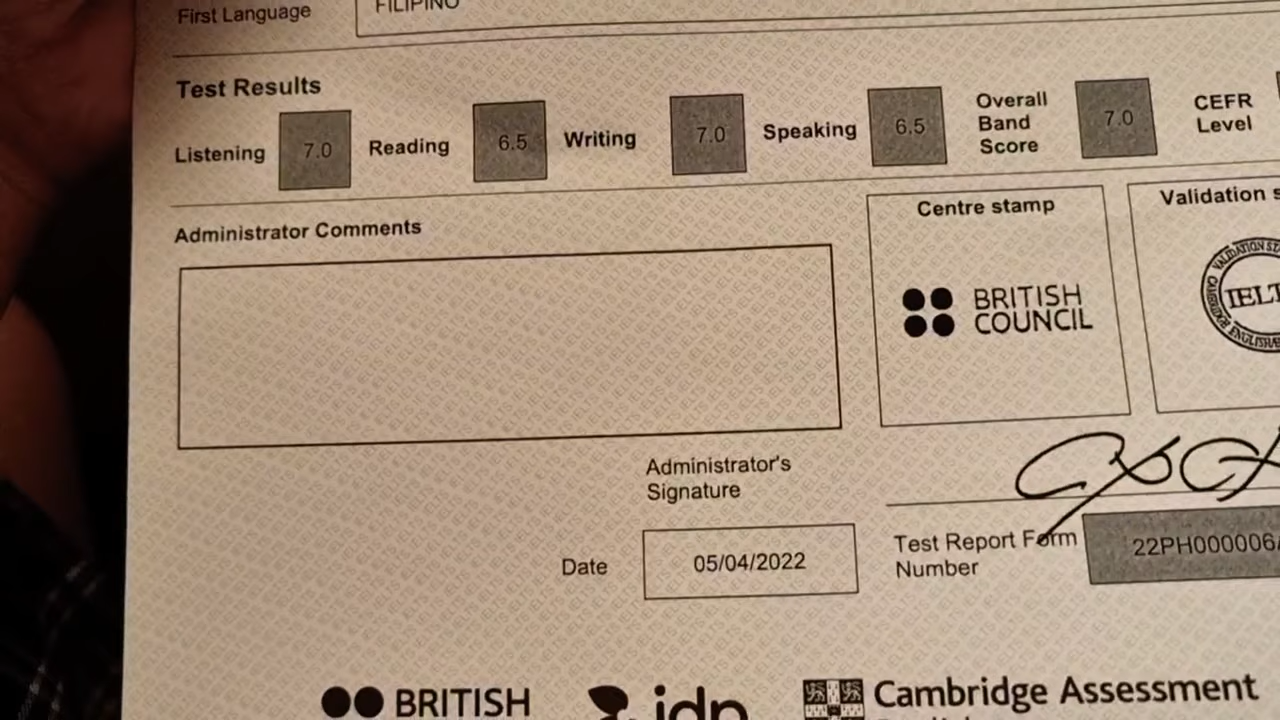 First Language FILIPINO
Test Results
Listening 7.0 Reading 6.5 Writing 7.0 Speaking 6.5 Overall Band Score 7.0 CEFR Level
Administrator Comments
Centre stamp
Validation
BRITISH
COUNCIL
VALIDATION
IELT
Administrator's
Signature
Date 05/04/2022
Test Report Form
Number
22PH000006
BRITISH
idp
Cambridge Assessment